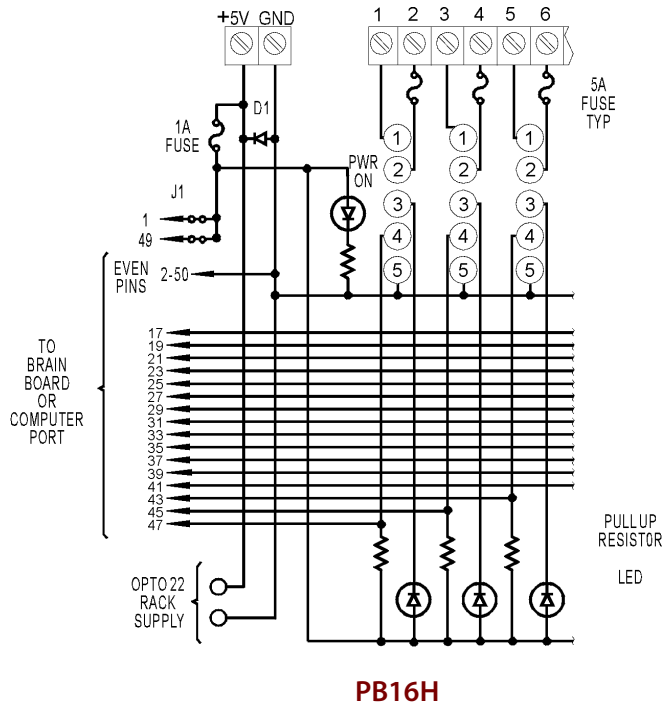 +5V GND
1 2 3 4 5 6
D1
5A
FUSE
TYP
1A
FUSE
1 1 1
PWR
ON
2 2 2
J1
3 3 3
1
4 4 4
49
EVEN
PINS
2-50
5 5 5
TO
BRAIN
BOARD
OR
COMPUTER
PORT
17
19
21
23
25
27
29
31
33
35
37
39
41
43
45
47
PULLUP
RESISTOR
LED
OPTO 22
RACK
SUPPLY
PB16H